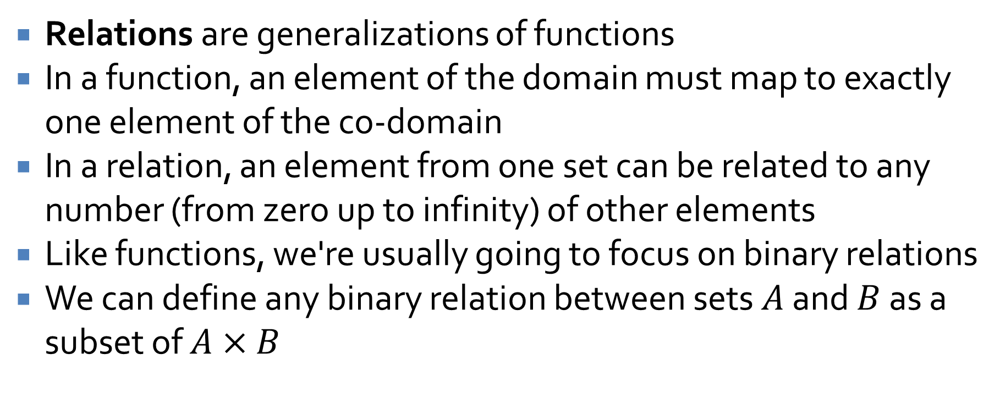 Relations are generalizations of functions
In a function, an element of the domain must map to exactly
one element of the co-domain
In a relation, an element from one set can be related to any
number (from zero up to infinity) of other elements
Like functions, we're usually going to focus on binary relations
We can define any binary relation between sets A and B as a
subset of A × B